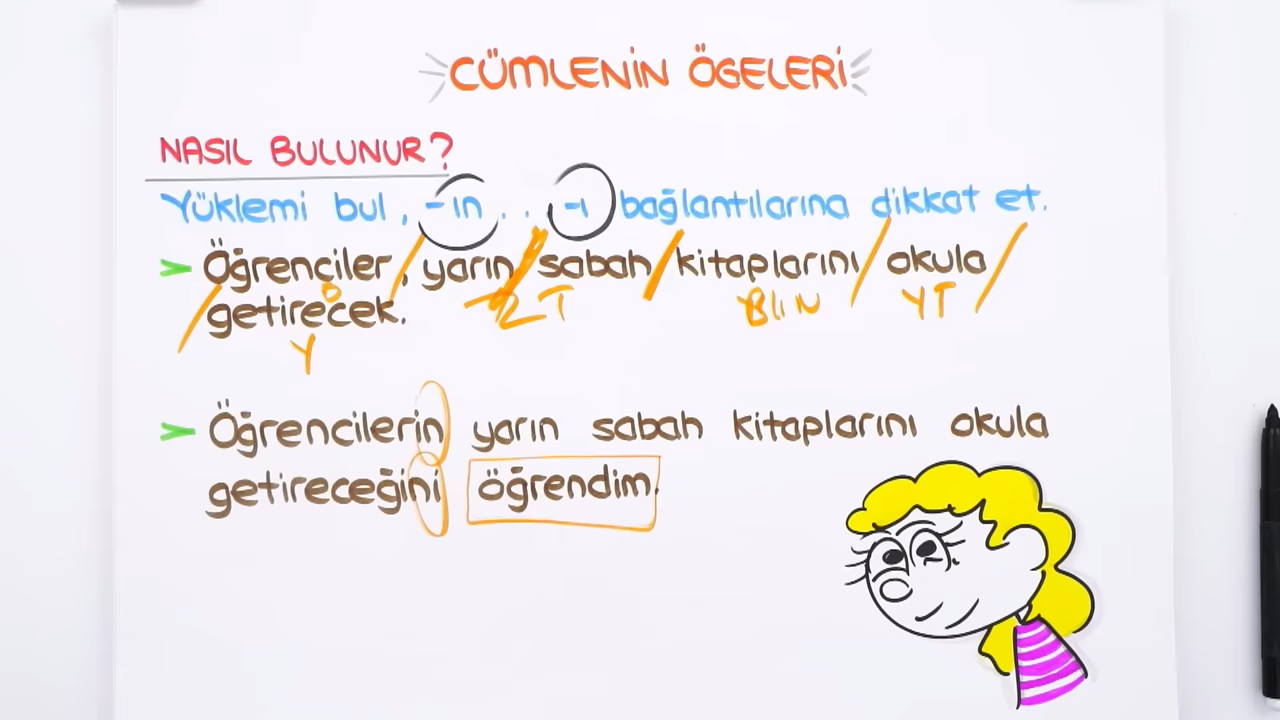 CÜMLENİN ÖGELERİ
NASIL BULUNUR?
Yüklemi bul, -ın . . -ı bağlantılarına dikkat et.
> Öğrenciler, / yarın / sabah / kitaplarını / okula /
Ö ZT BLİN YT
/ getirecek.
Y
> Öğrencilerin yarın sabah kitaplarını okula
getireceğini öğrendim.